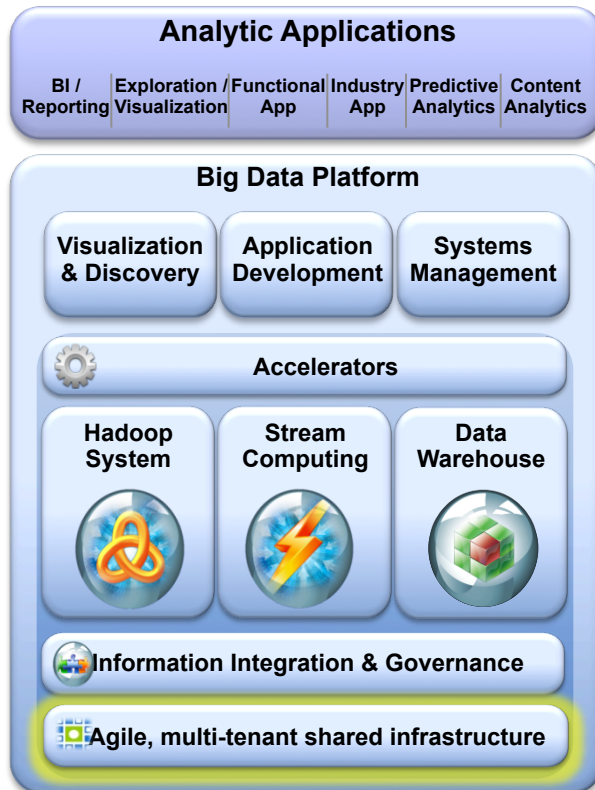 Analytic Applications
BI /
Reporting
Exploration /
Visualization
Functional
App
Industry
App
Predictive
Analytics
Content
Analytics
Big Data Platform
Visualization
& Discovery
Application
Development
Systems
Management
Accelerators
Hadoop
System
Stream
Computing
Data
Warehouse
Information Integration & Governance
Agile, multi-tenant shared infrastructure